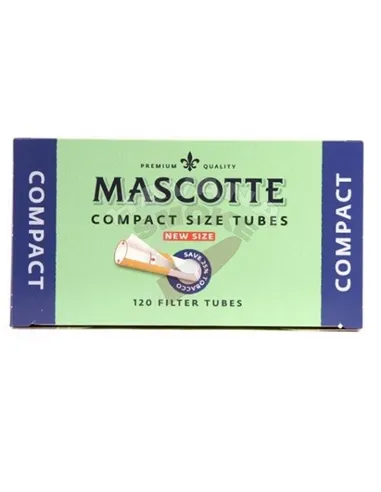 PREMIUM QUALITY
MASCOTTE
COMPACT SIZE TUBES
NEW SIZE
SAVE 25% TOBACCO
120 FILTER TUBES
COMPACT
COMPACT